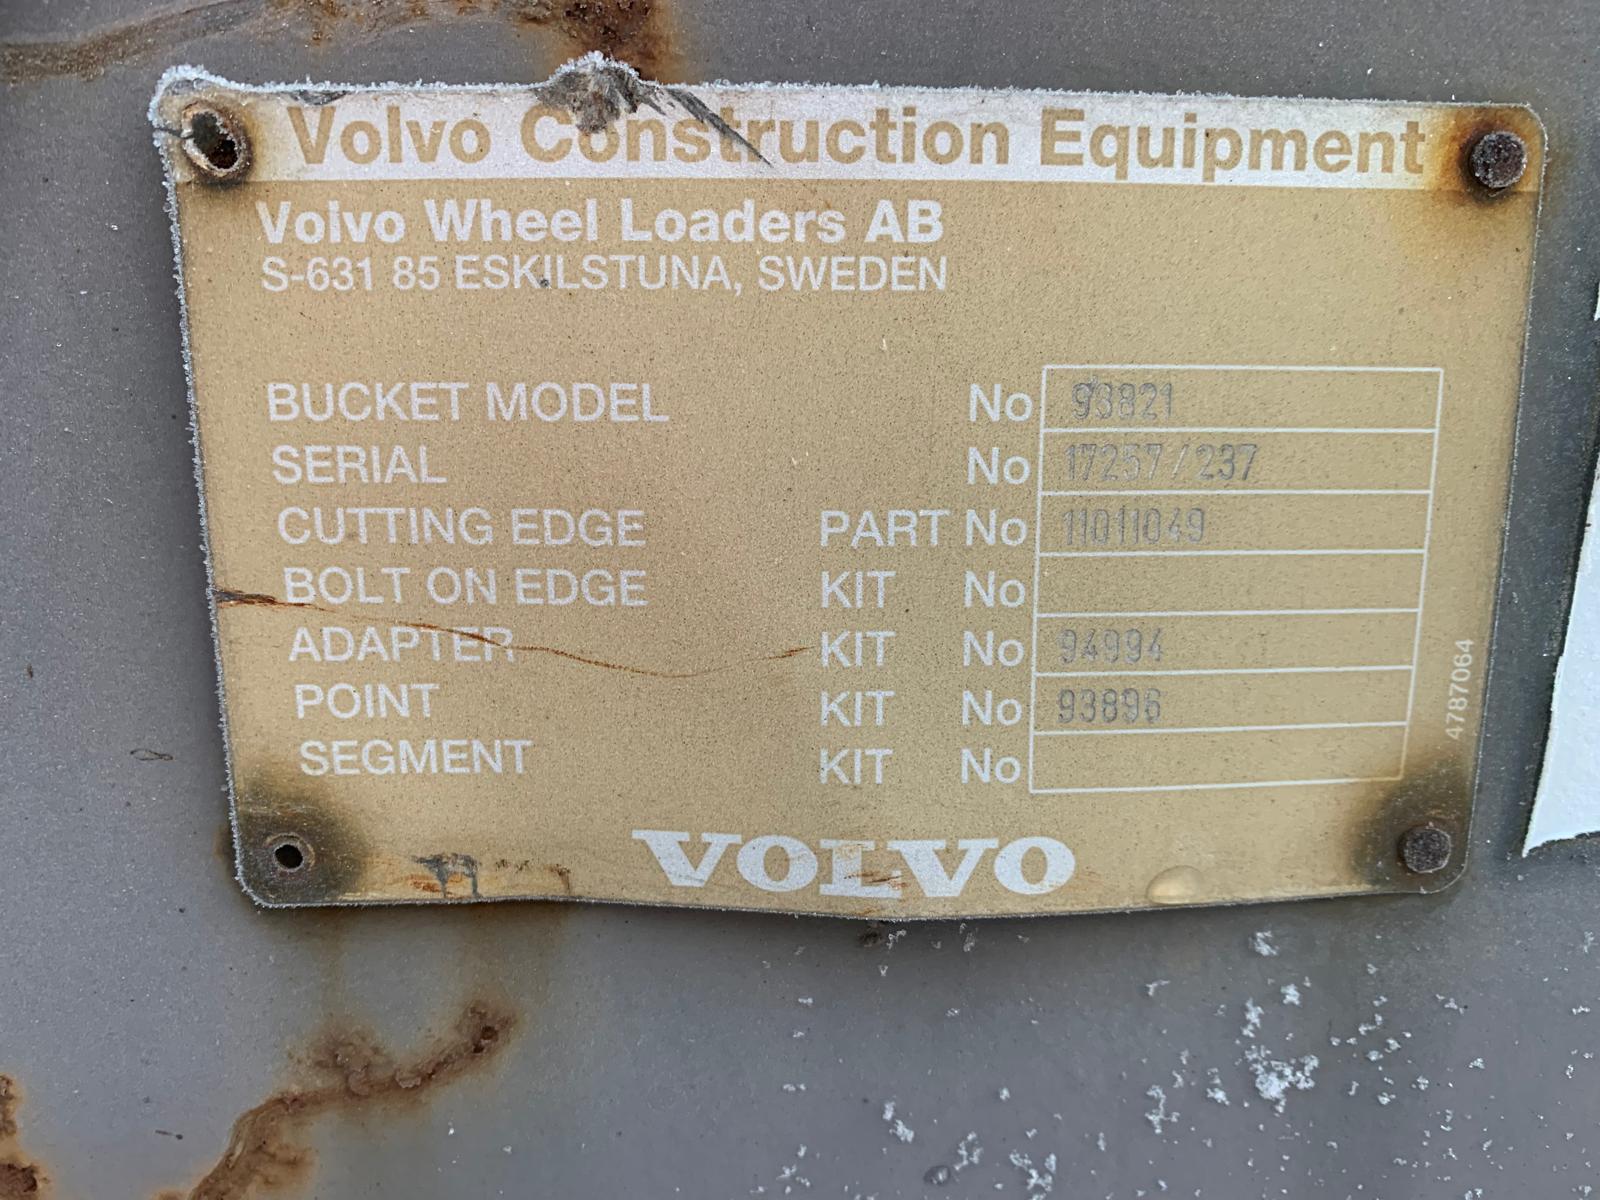 Volvo Construction Equipment
Volvo Wheel Loaders AB
S-631 85 ESKILSTUNA, SWEDEN
BUCKET MODEL No 93821
SERIAL No 17257/237
CUTTING EDGE PART No 11011049
BOLT ON EDGE KIT No
ADAPTER KIT No 94994
POINT KIT No 93896
SEGMENT KIT No
4787064
VOLVO